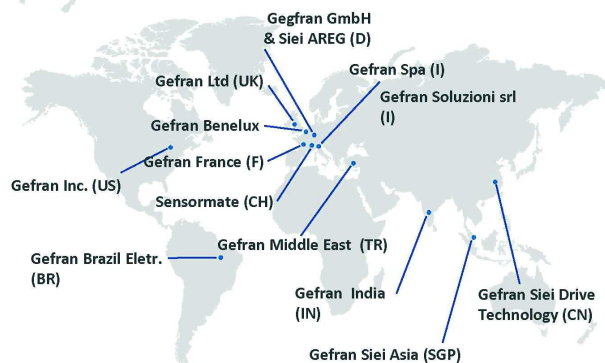 Gegfran GmbH
& Siei AREG (D)
Gefran Spa (I)
Gefran Ltd (UK)
Gefran Soluzioni srl
(I)
Gefran Benelux
Gefran France (F)
Gefran Inc. (US)
Sensormate (CH)
Gefran Middle East (TR)
Gefran Brazil Eletr.
(BR)
Gefran India
(IN)
Gefran Siei Drive
Technology (CN)
Gefran Siei Asia (SGP)